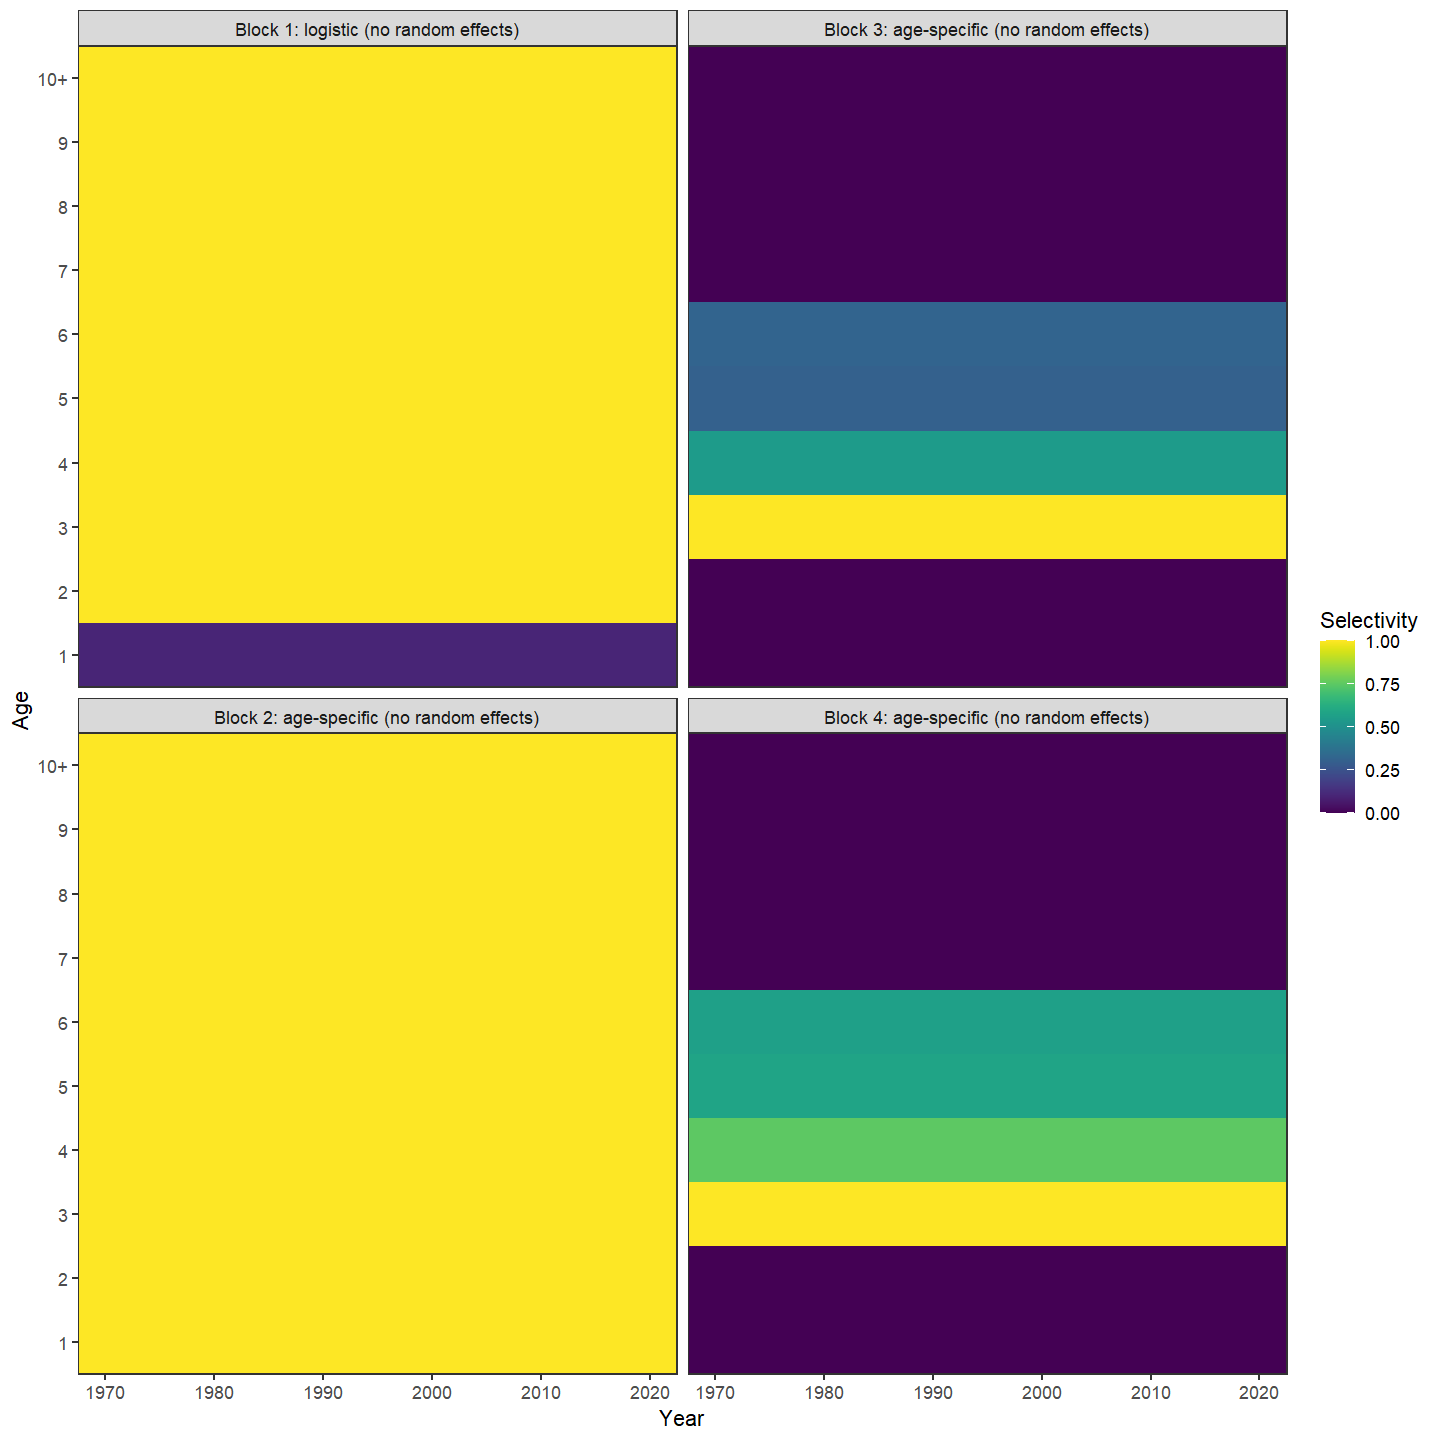 Block 1: logistic (no random effects)
Block 3: age-specific (no random effects)
10+
9
8
7
6
5
4
3
2
1
Block 2: age-specific (no random effects)
Block 4: age-specific (no random effects)
10+
9
8
7
6
5
4
3
2
1
1970 1980 1990 2000 2010 2020
1970 1980 1990 2000 2010 2020
Year
Age
Selectivity
1.00
0.75
0.50
0.25
0.00